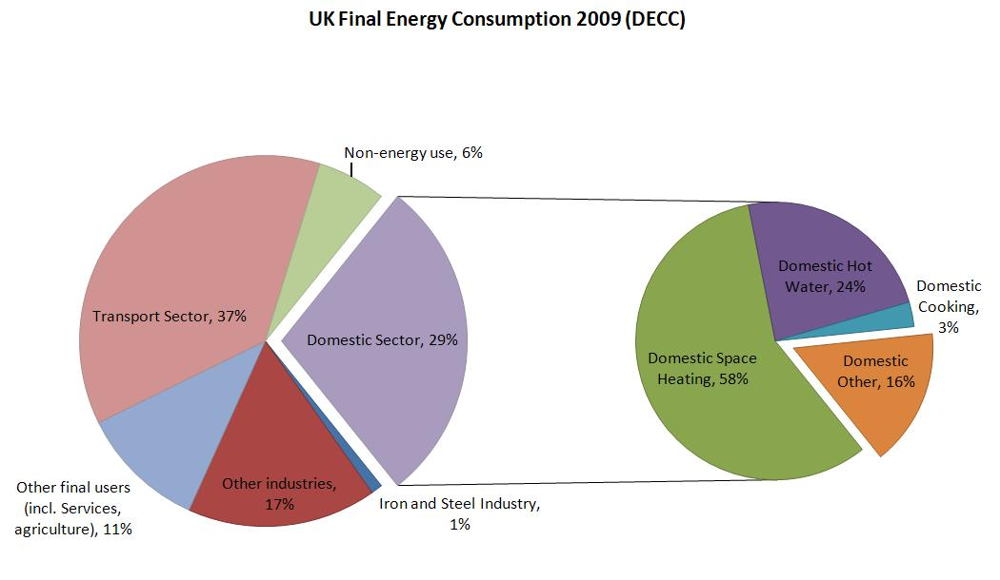 UK Final Energy Consumption 2009 (DECC)
Non-energy use, 6%
Transport Sector, 37%
Domestic Sector, 29%
Other final users
(incl. Services,
agriculture), 11%
Other industries,
17%
Iron and Steel Industry,
1%
Domestic Hot
Water, 24%
Domestic
Cooking,
3%
Domestic Space
Heating, 58%
Domestic
Other, 16%